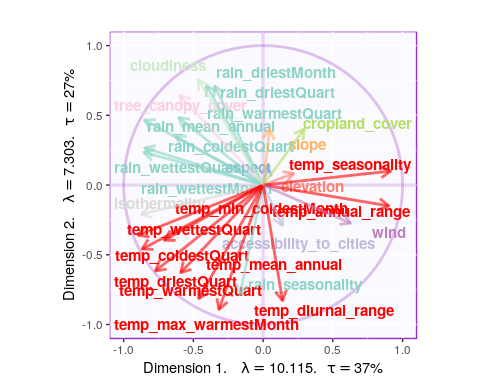 cloudiness
rain_driestMonth
rain_driestQuart
tree_canopy_cover
rain_warmestQuart
rain_mean_annual
cropland_cover
rain_coldestQuart
slope
rain_wettestQuart
aspect
temp_seasonality
rain_wettestMonth
elevation
isothermality
temp_min_coldestMonth
temp_annual_range
temp_wettestQuart
wind
accessibility_to_cities
temp_coldestQuart
temp_mean_annual
temp_driestQuart
rain_seasonality
temp_warmestQuart
temp_diurnal_range
temp_max_warmestMonth
1.0
0.5
0.0
-0.5
-1.0
-1.0
-0.5
0.0
0.5
1.0
Dimension 2. λ = 7.303. τ = 27%
Dimension 1. λ = 10.115. τ = 37%